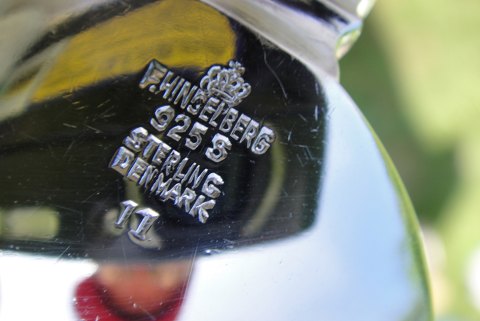 F.HINGELBERG
925 S
STERLING
DENMARK
11